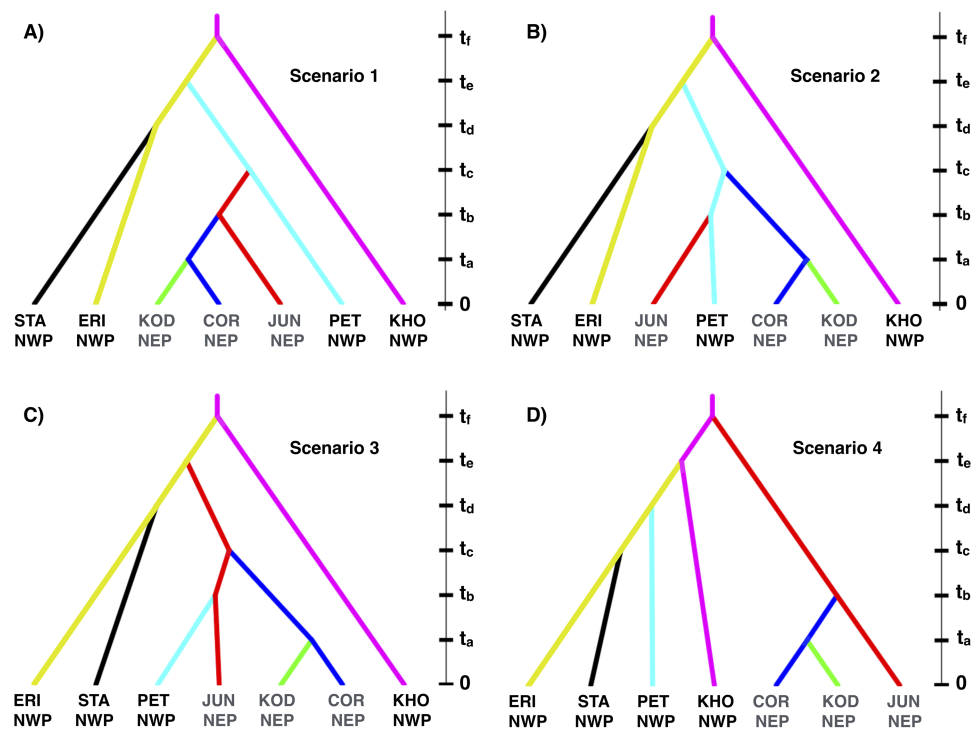 A)
Scenario 1
tf
te
td
tc
tb
ta
0
STA ERI KOD COR JUN PET KHO
NWP NWP NEP NEP NEP NWP NWP
B)
Scenario 2
tf
te
td
tc
tb
ta
0
STA ERI JUN PET COR KOD KHO
NWP NWP NEP NWP NEP NEP NWP
C)
Scenario 3
tf
te
td
tc
tb
ta
0
ERI STA PET JUN KOD COR KHO
NWP NWP NWP NEP NEP NEP NWP
D)
Scenario 4
tf
te
td
tc
tb
ta
0
ERI STA PET KHO COR KOD JUN
NWP NWP NWP NWP NEP NEP NEP